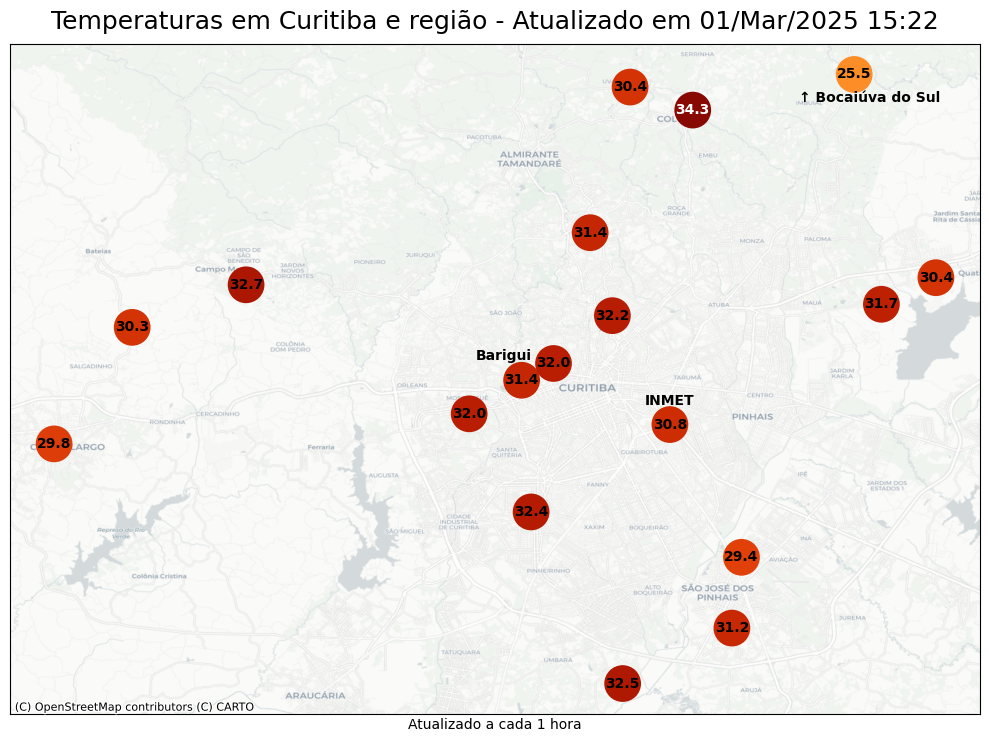 Temperaturas em Curitiba e região - Atualizado em 01/Mar/2025 15:22
SERRINHA
25.5
30.4
↑ Bocaiúva do Sul
34.3
PACOTUBA
ALMIRANTE
TAMANDARÉ
EMBU
ROÇA
GRANDE
31.4
MONZA
PALOMA
Jardim Santa
Rita de Cássia
Bateias
CAMPO DE
SÃO
BENEDITO
JURUQUI
PIONEIRO
JARDIM
NOVOS
HORIZONTES
32.7
30.4
31.7
ATUBA
MAUÁ
SÃO JOÃO
32.2
30.3
COLÔNIA
DOM PEDRO
Barigui
32.0
SALGADINHO
31.4
CURITIBA
TARUMÃ
JARDIM
KARLA
ORLEANS
CENTRO
INMET
32.0
CERCADINHO
RONDINHA
PINHAIS
30.8
29.8
Ferraria
SANTA
QUITÉRIA
GUABIROTUBA
AUGUSTA
IPÊ
FANNY
JARDIM DOS
ESTADOS I
32.4
CIDADE
INDUSTRIAL
DE CURITIBA
XAXIM
BOQUEIRÃO
Represa do Rio
Verde
SÃO MIGUEL
INÁ
29.4
AVIAÇÃO
PINHEIRINHO
Colônia Cristina
ALTO
BOQUEIRÃO
SÃO JOSÉ DOS
PINHAIS
JUREMA
31.2
TATUQUARA
UMBARÁ
32.5
ARUJÁ
ARAUCÁRIA
(C) OpenStreetMap contributors (C) CARTO
Atualizado a cada 1 hora